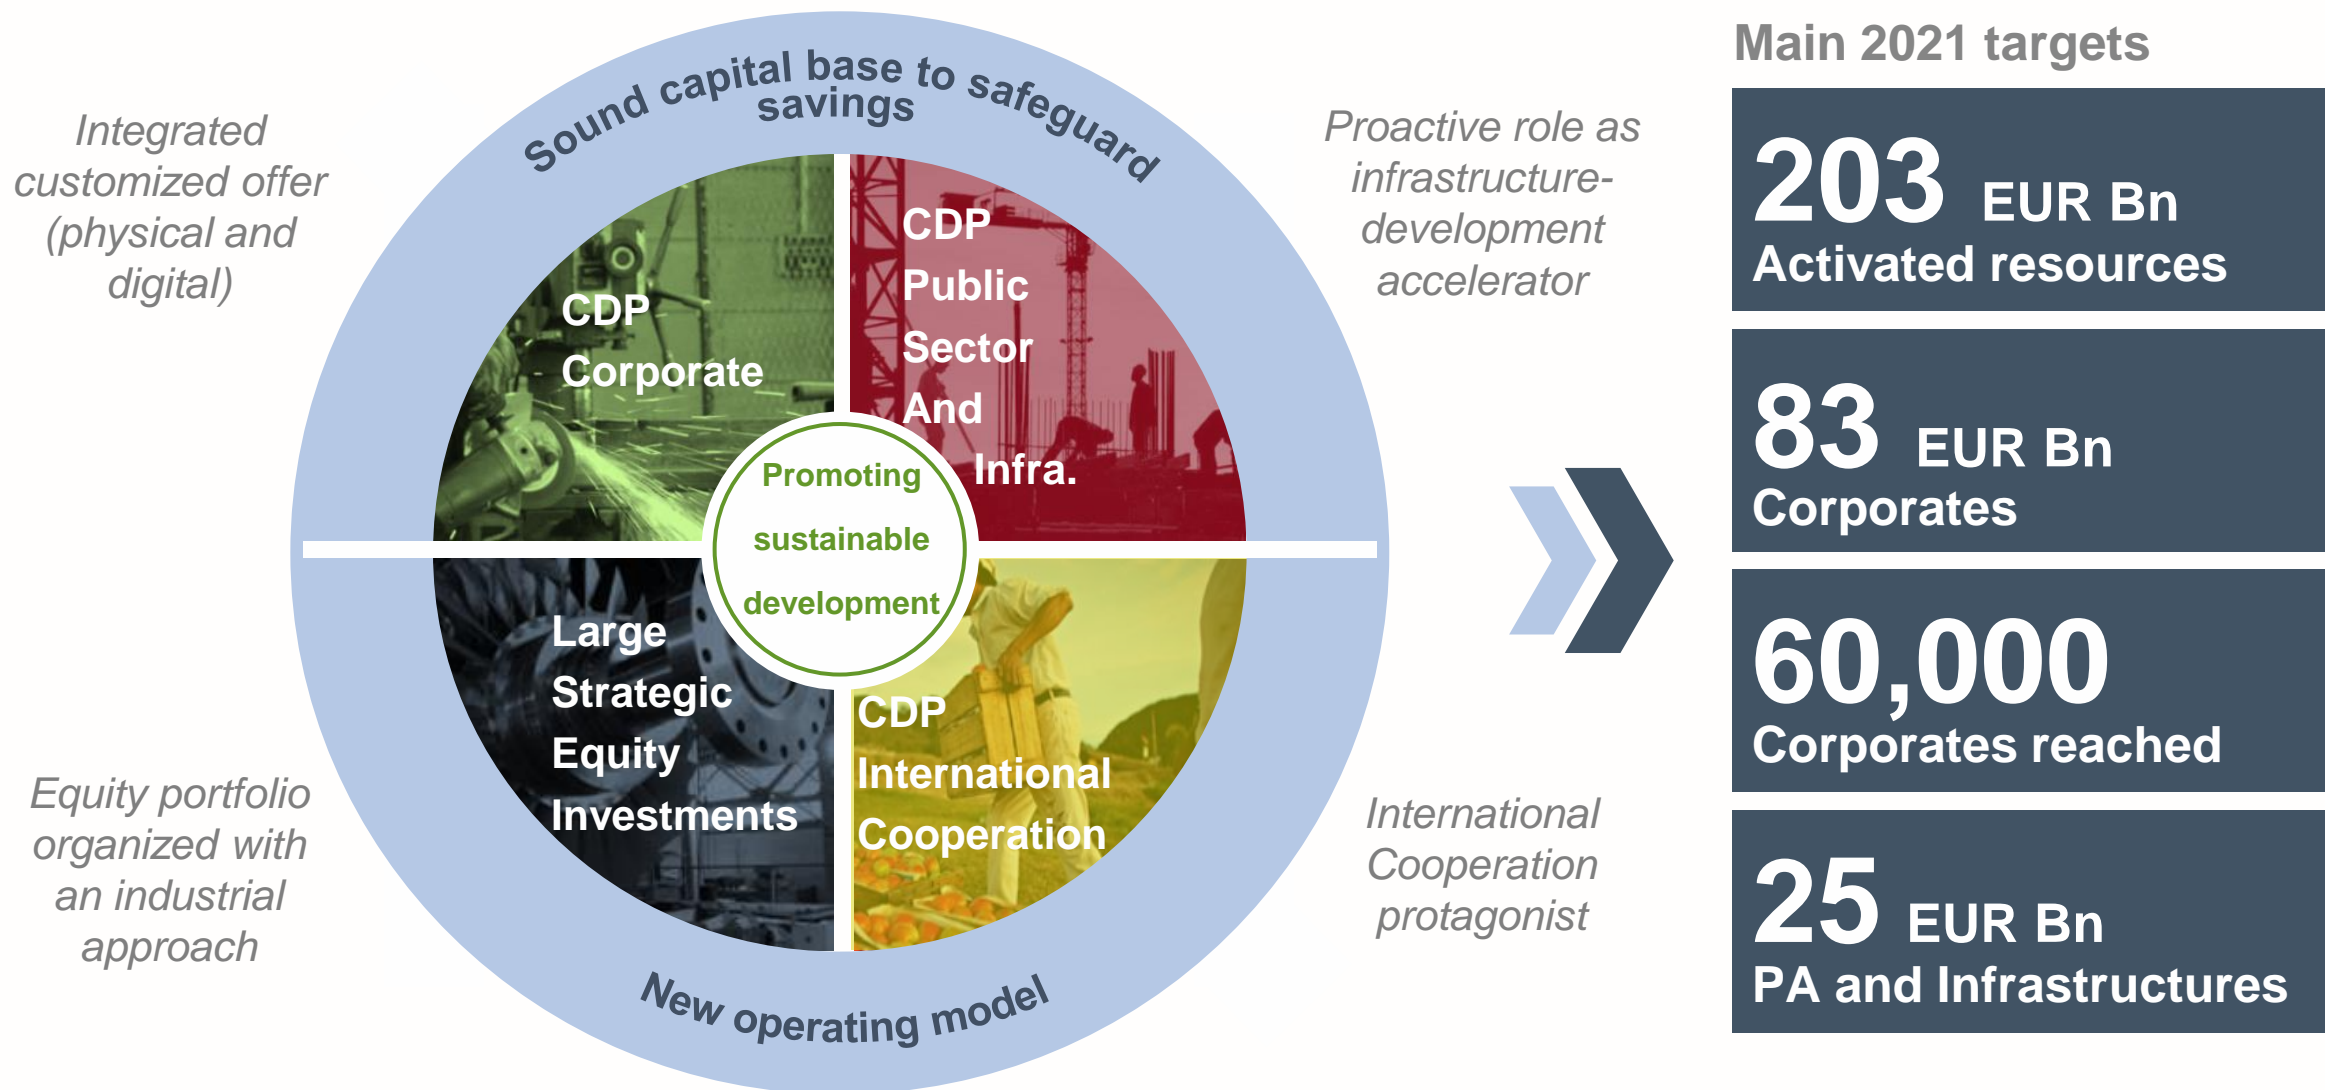 Integrated
customized offer
(physical and
digital)
Sound capital base to safeguard
savings
CDP
Corporate
CDP
Public
Sector
And
Infra.
Proactive role as
infrastructure-
development
accelerator
Promoting
sustainable
development
Equity portfolio
organized with
an industrial
approach
Large
Strategic
Equity
Investments
CDP
International
Cooperation
International
Cooperation
protagonist
New operating model
Main 2021 targets
203 EUR Bn
Activated resources
83 EUR Bn
Corporates
60,000
Corporates reached
25 EUR Bn
PA and Infrastructures